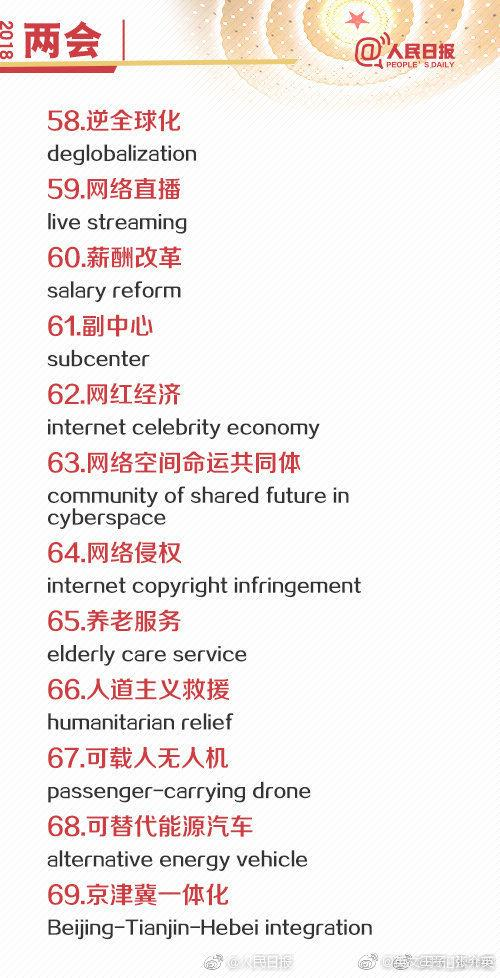 2018
两会
@人民日报
PEOPLE'S DAILY
58.逆全球化
deglobalization
59.网络直播
live streaming
60.薪酬改革
salary reform
61.副中心
subcenter
62.网红经济
internet celebrity economy
63.网络空间命运共同体
community of shared future in
cyberspace
64.网络侵权
internet copyright infringement
65.养老服务
elderly care service
66.人道主义救援
humanitarian relief
67.可载人无人机
passenger-carrying drone
68.可替代能源汽车
alternative energy vehicle
69.京津冀一体化
Beijing-Tianjin-Hebei integration
@人民日报